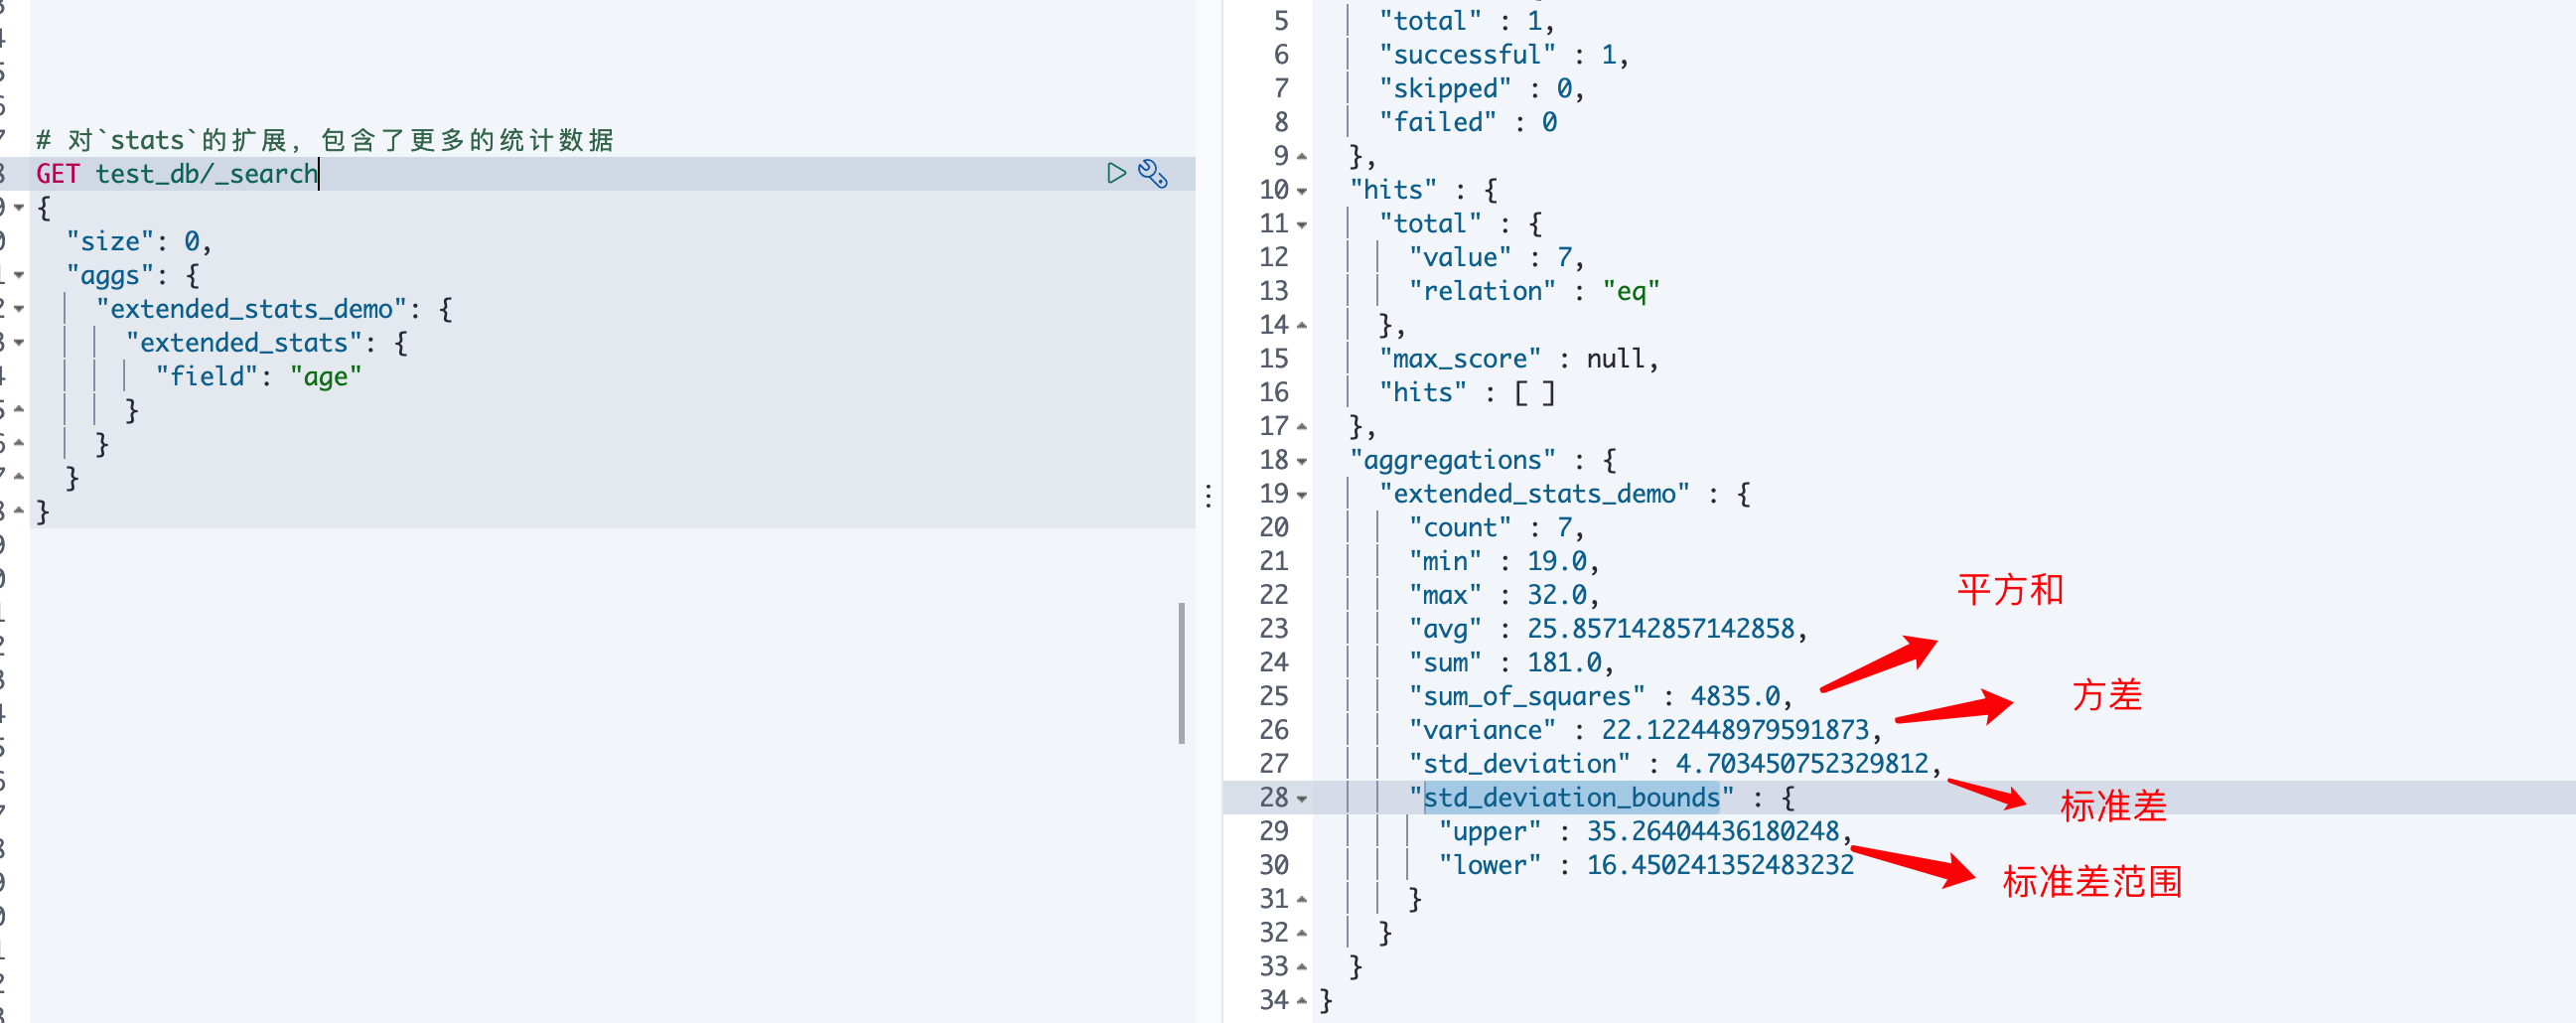 # 对`stats`的扩展，包含了更多的统计数据
GET test_db/_search
{
"size": 0,
"aggs": {
"extended_stats_demo": {
"extended_stats": {
"field": "age"
}
}
}
}
5 "total" : 1,
6 "successful" : 1,
7 "skipped" : 0,
8 "failed" : 0
9 },
10 "hits" : {
11 "total" : {
12 "value" : 7,
13 "relation" : "eq"
14 },
15 "max_score" : null,
16 "hits" : [ ]
17 },
18 "aggregations" : {
19 "extended_stats_demo" : {
20 "count" : 7,
21 "min" : 19.0,
22 "max" : 32.0,
23 "avg" : 25.857142857142858,
24 "sum" : 181.0,
25 "sum_of_squares" : 4835.0,
26 "variance" : 22.122448979591873,
27 "std_deviation" : 4.703450752329812,
28 "std_deviation_bounds" : {
29 "upper" : 35.26404436180248,
30 "lower" : 16.450241352483232
31 }
32 }
33 }
34 }
平方和
方差
标准差
标准差范围